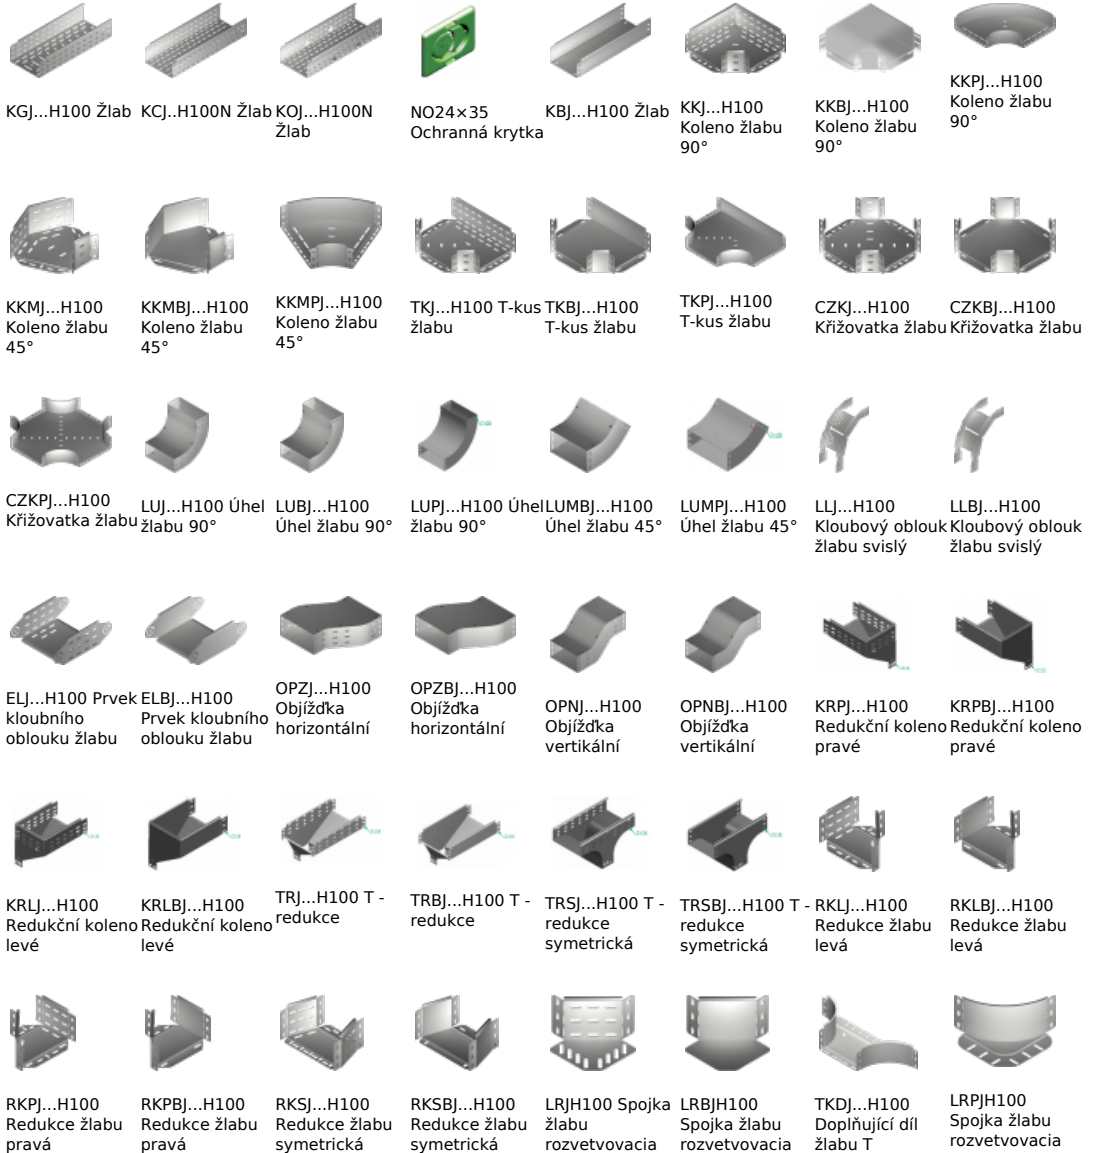 KGJ...H100 Žlab
KCJ..H100N Žlab
KOJ...H100N
Žlab
NO24×35
Ochranná krytka
KBJ...H100 Žlab
KKJ...H100
Koleno žlabu
90°
KKBJ...H100
Koleno žlabu
90°
KKPJ...H100
Koleno žlabu
90°
KKMJ...H100
Koleno žlabu
45°
KKMBJ...H100
Koleno žlabu
45°
KKMPJ...H100
Koleno žlabu
45°
TKJ...H100 T-kus
žlabu
TKBJ...H100
T-kus žlabu
TKPJ...H100
T-kus žlabu
CZKJ...H100
Křižovatka žlabu
CZKBJ...H100
Křižovatka žlabu
CZKPJ...H100
Křižovatka žlabu
LUJ...H100 Úhel
žlabu 90°
LUBJ...H100
Úhel žlabu 90°
LUPJ...H100 Úhel
žlabu 90°
LUMBJ...H100
Úhel žlabu 45°
LUMPJ...H100
Úhel žlabu 45°
LLJ...H100
Kloubový oblouk
žlabu svislý
LLBJ...H100
Kloubový oblouk
žlabu svislý
ELJ...H100 Prvek
kloubního
oblouku žlabu
ELBJ...H100
Prvek kloubního
oblouku žlabu
OPZJ...H100
Objížďka
horizontální
OPZBJ...H100
Objížďka
horizontální
OPNJ...H100
Objížďka
vertikální
OPNBJ...H100
Objížďka
vertikální
KRPJ...H100
Redukční koleno
pravé
KRPBJ...H100
Redukční koleno
pravé
KRLJ...H100
Redukční koleno
levé
KRLBJ...H100
Redukční koleno
levé
TRJ...H100 T -
redukce
TRBJ...H100 T -
redukce
TRSJ...H100 T -
redukce
symetrická
TRSBJ...H100 T -
redukce
symetrická
RKLJ...H100
Redukce žlabu
levá
RKLBJ...H100
Redukce žlabu
levá
RKPJ...H100
Redukce žlabu
pravá
RKPBJ...H100
Redukce žlabu
pravá
RKSJ...H100
Redukce žlabu
symetrická
RKSBJ...H100
Redukce žlabu
symetrická
LRJH100 Spojka
žlabu
rozvetvovacia
LRBJH100
Spojka žlabu
rozvetvovacia
TKDJ...H100
Doplňující díl
žlabu T
LRPJH100
Spojka žlabu
rozvetvovacia